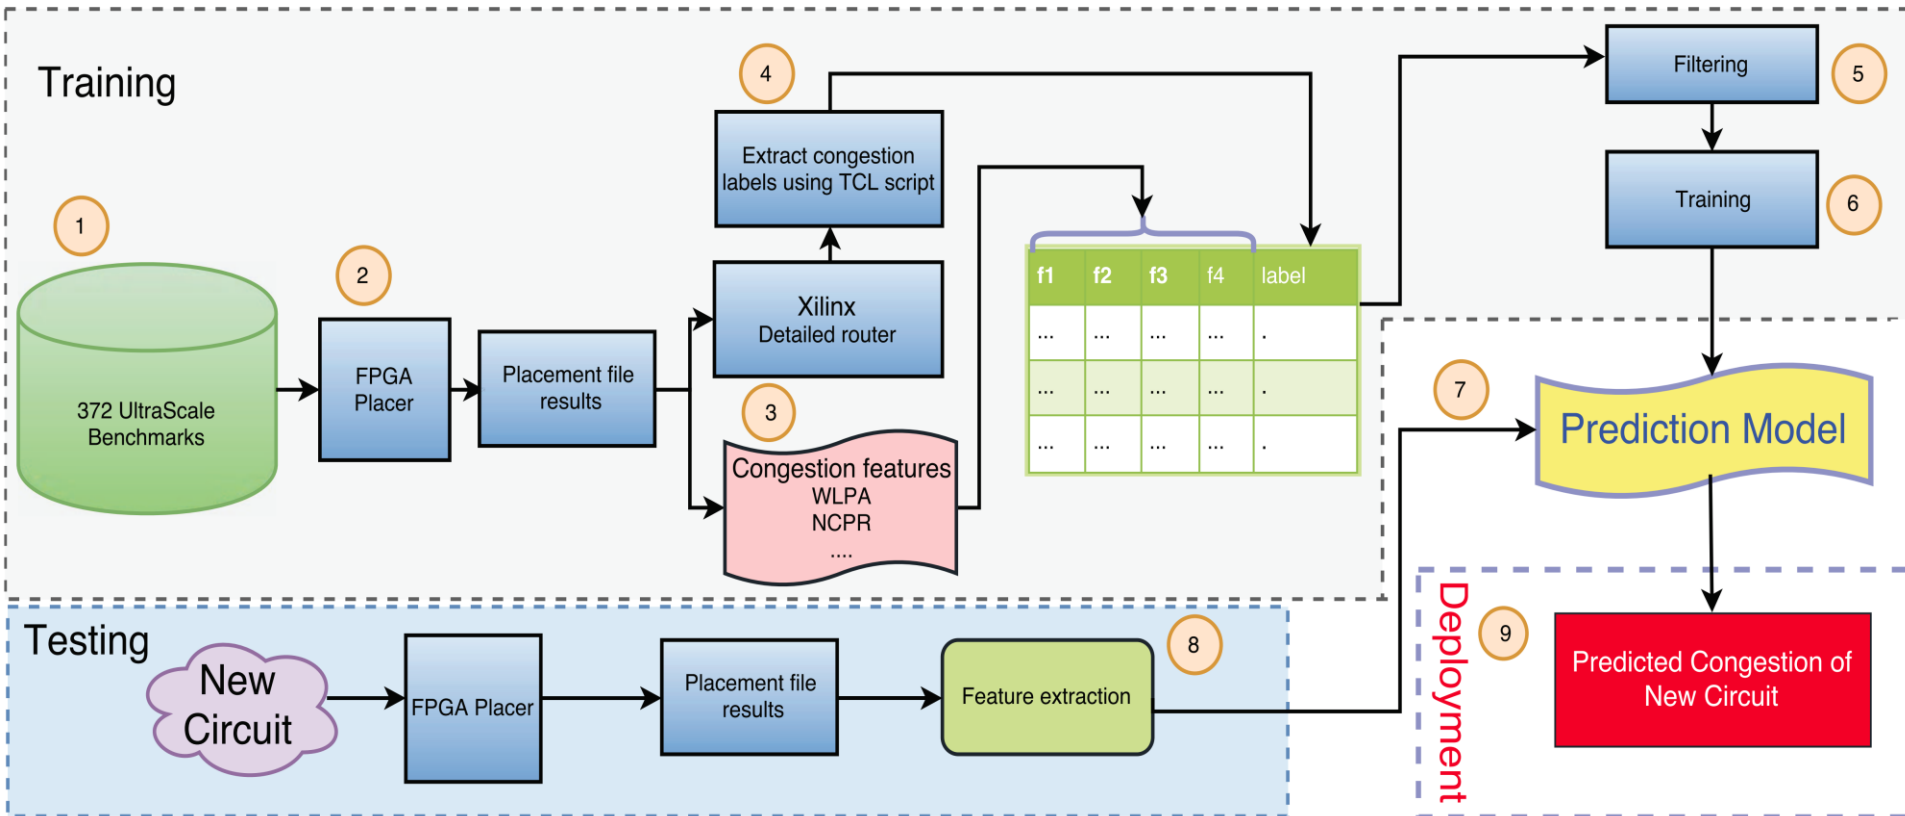 Training
1
372 UltraScale
Benchmarks
2
FPGA
Placer
Placement file
results
4
Extract congestion
labels using TCL script
Xilinx
Detailed router
3
Congestion features
WLPA
NCPR
....
f1 f2 f3 f4 label
... ... ... ... .
... ... ... ... .
... ... ... ... .
Filtering
5
Training
6
7
Prediction Model
Testing
New
Circuit
FPGA Placer
Placement file
results
Feature extraction
8
Deployment
9
Predicted Congestion of
New Circuit